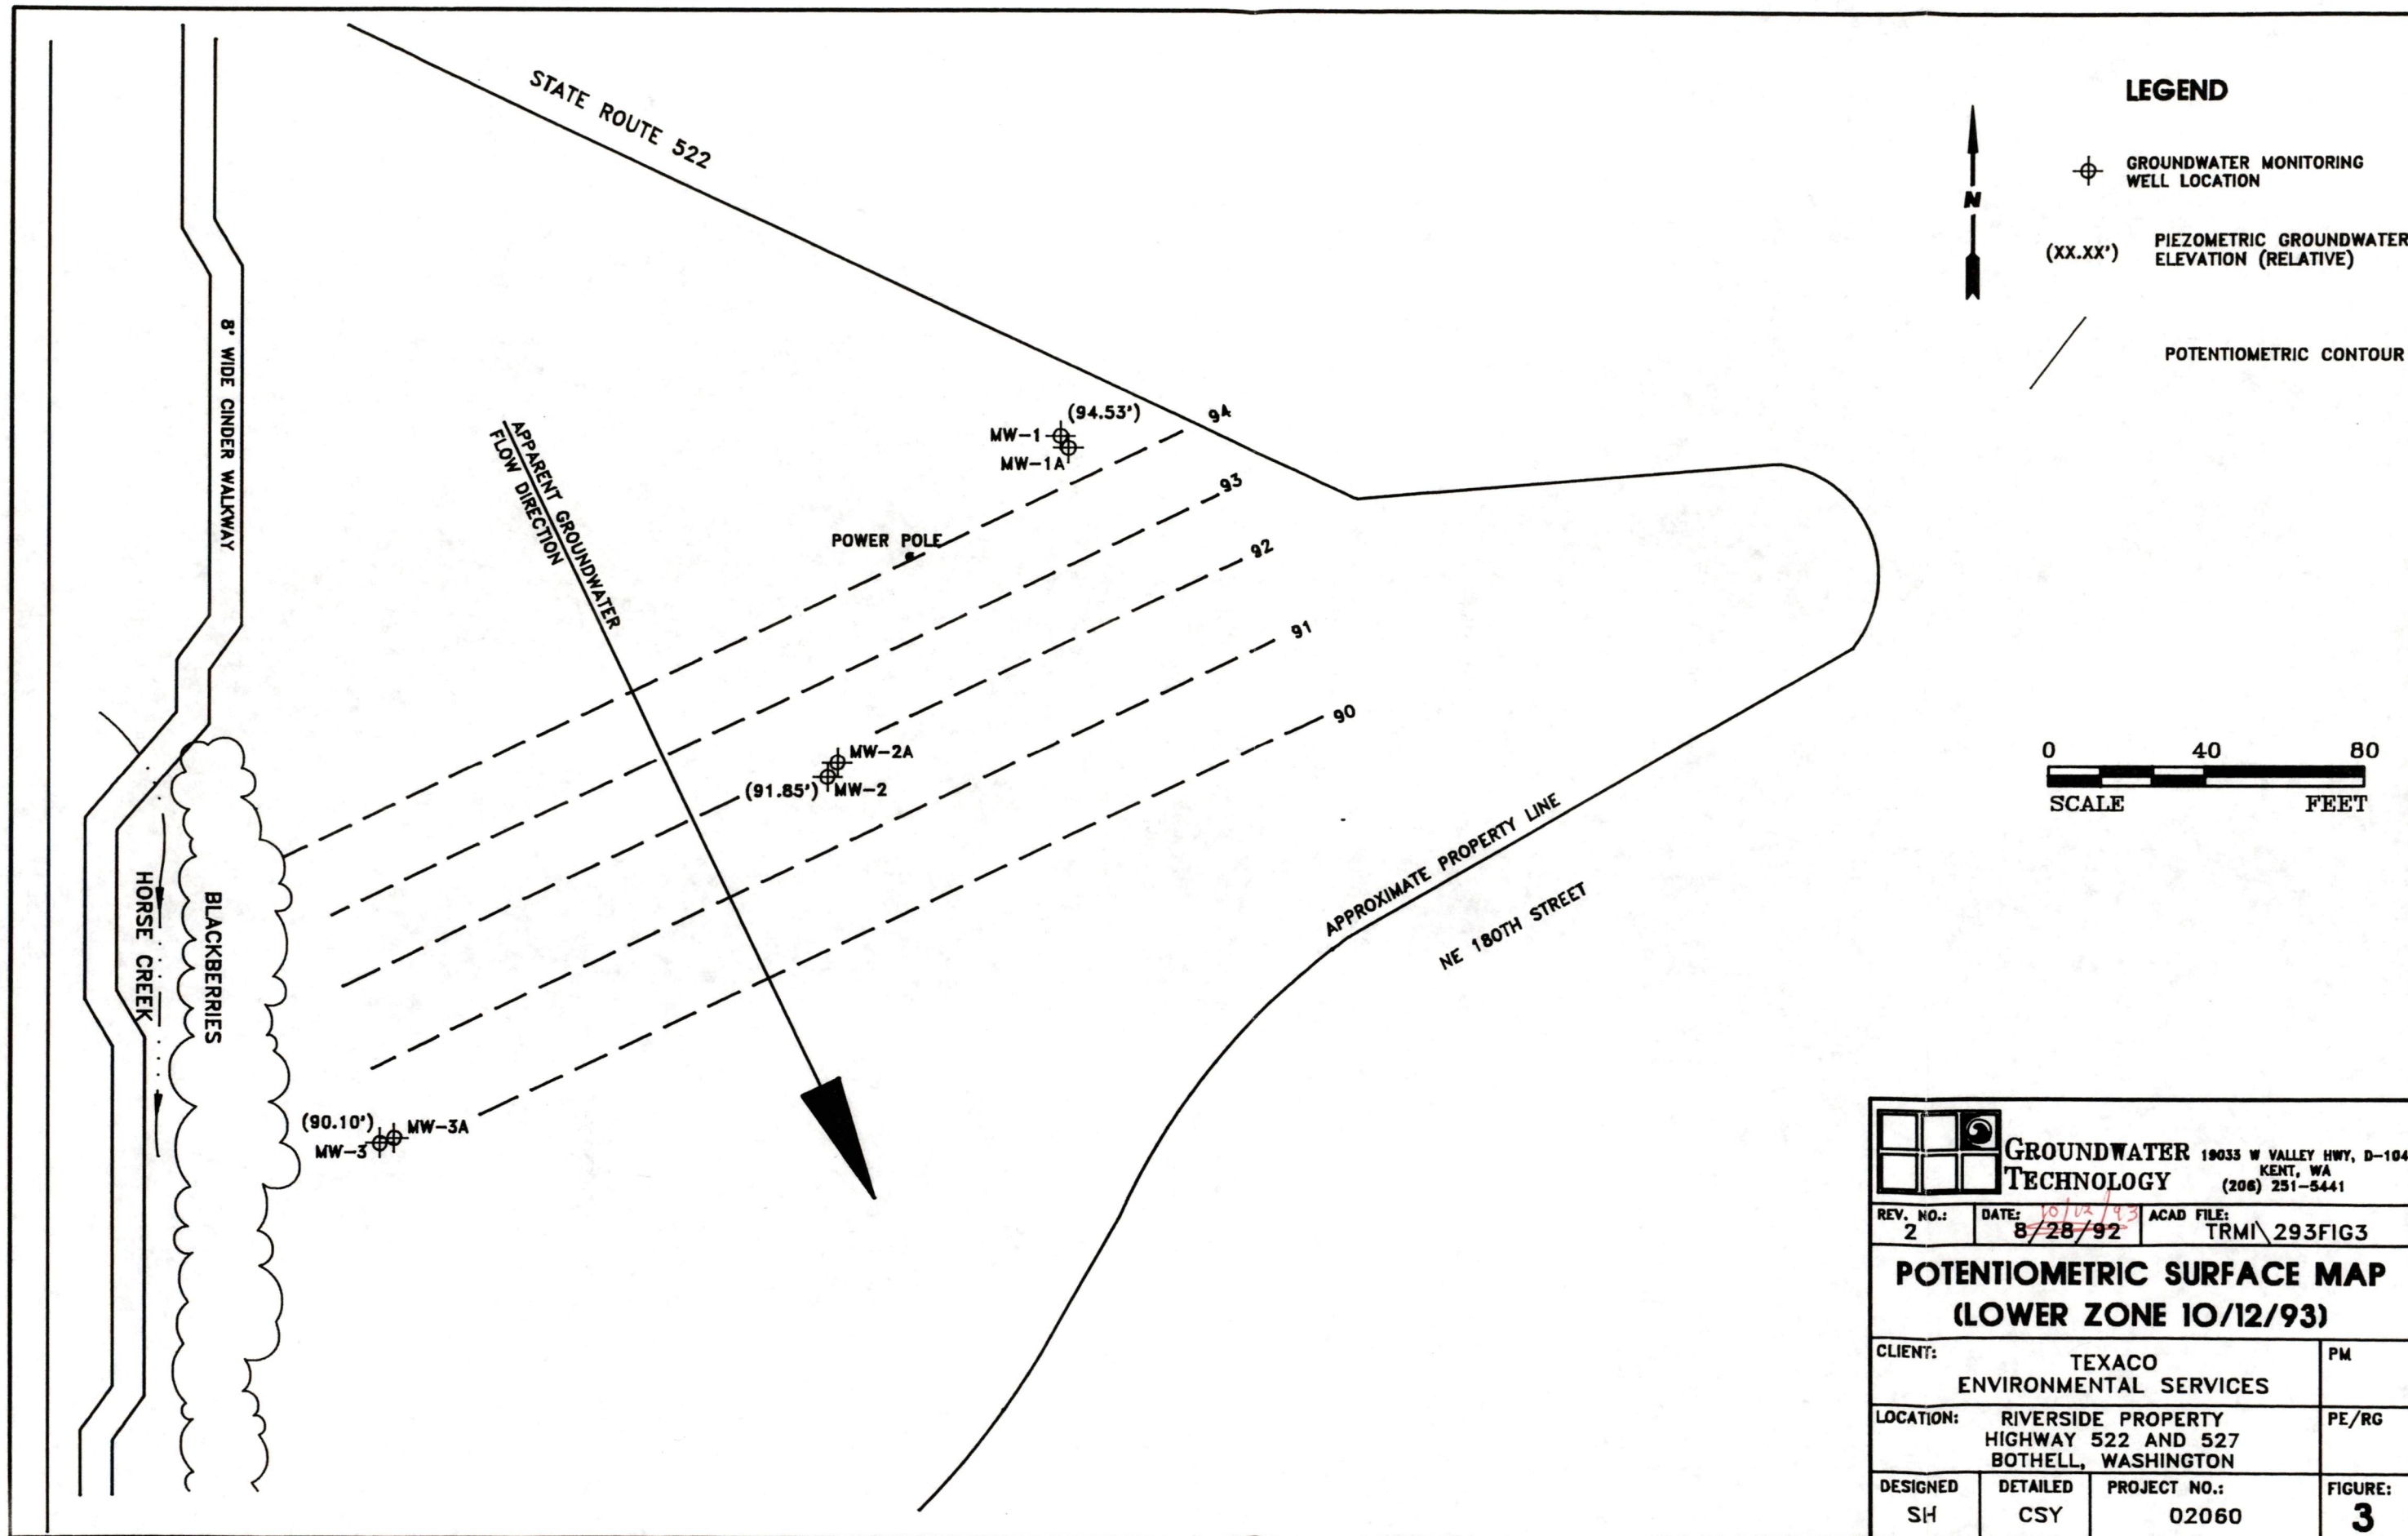 STATE ROUTE 522
8' WIDE CINDER WALKWAY
APPARENT GROUNDWATER
FLOW DIRECTION
(94.53')
MW-1
MW-1A
94
93
92
91
90
POWER POLE
MW-2A
(91.85')
MW-2
HORSE CREEK
BLACKBERRIES
(90.10')
MW-3A
MW-3
APPROXIMATE PROPERTY LINE
NE 180TH STREET
LEGEND
N
GROUNDWATER MONITORING
WELL LOCATION
(XX.XX')
PIEZOMETRIC GROUNDWATER
ELEVATION (RELATIVE)
POTENTIOMETRIC CONTOUR
0 40 80
SCALE FEET
GROUNDWATER
TECHNOLOGY
19033 W VALLEY HWY, D-104
KENT, WA
(206) 251-5441
REV. NO.:
2
DATE:
10/12/93
8/28/92
ACAD FILE:
TRMI\293FIG3
POTENTIOMETRIC SURFACE MAP
(LOWER ZONE 10/12/93)
CLIENT:
TEXACO
ENVIRONMENTAL SERVICES
PM
LOCATION:
RIVERSIDE PROPERTY
HIGHWAY 522 AND 527
BOTHELL, WASHINGTON
PE/RG
DESIGNED
SH
DETAILED
CSY
PROJECT NO.:
02060
FIGURE:
3